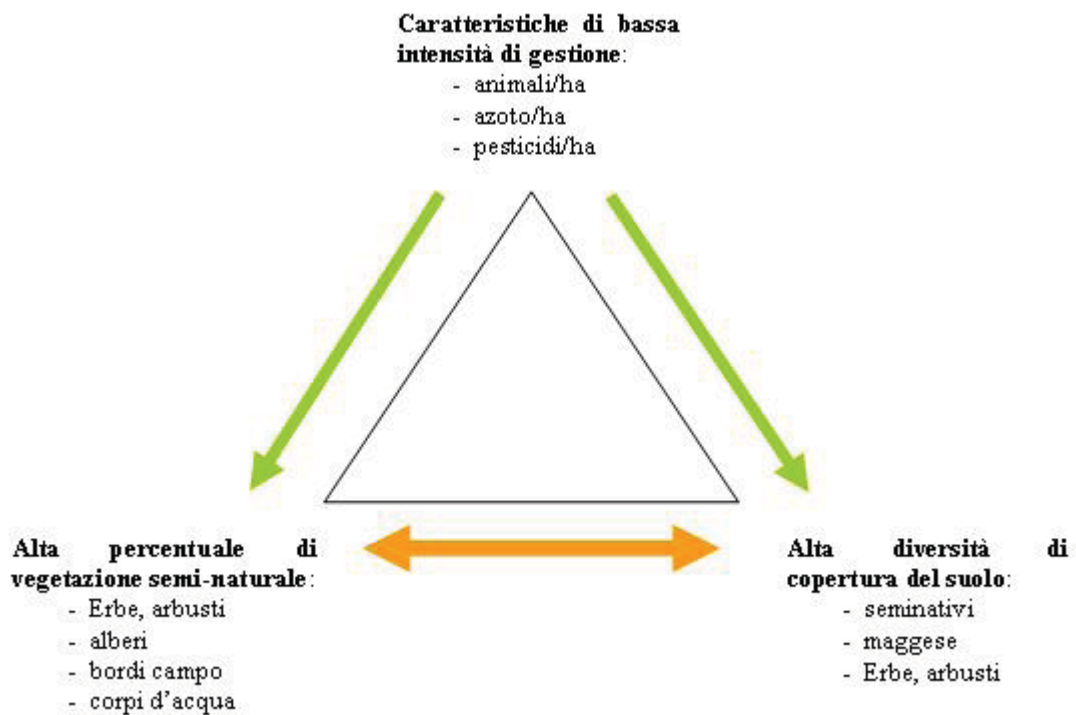 Caratteristiche di bassa
intensità di gestione:
- animali/ha
- azoto/ha
- pesticidi/ha
Alta percentuale di
vegetazione semi-naturale:
- Erbe, arbusti
- alberi
- bordi campo
- corpi d'acqua
Alta diversità di
copertura del suolo:
- seminativi
- maggese
- Erbe, arbusti